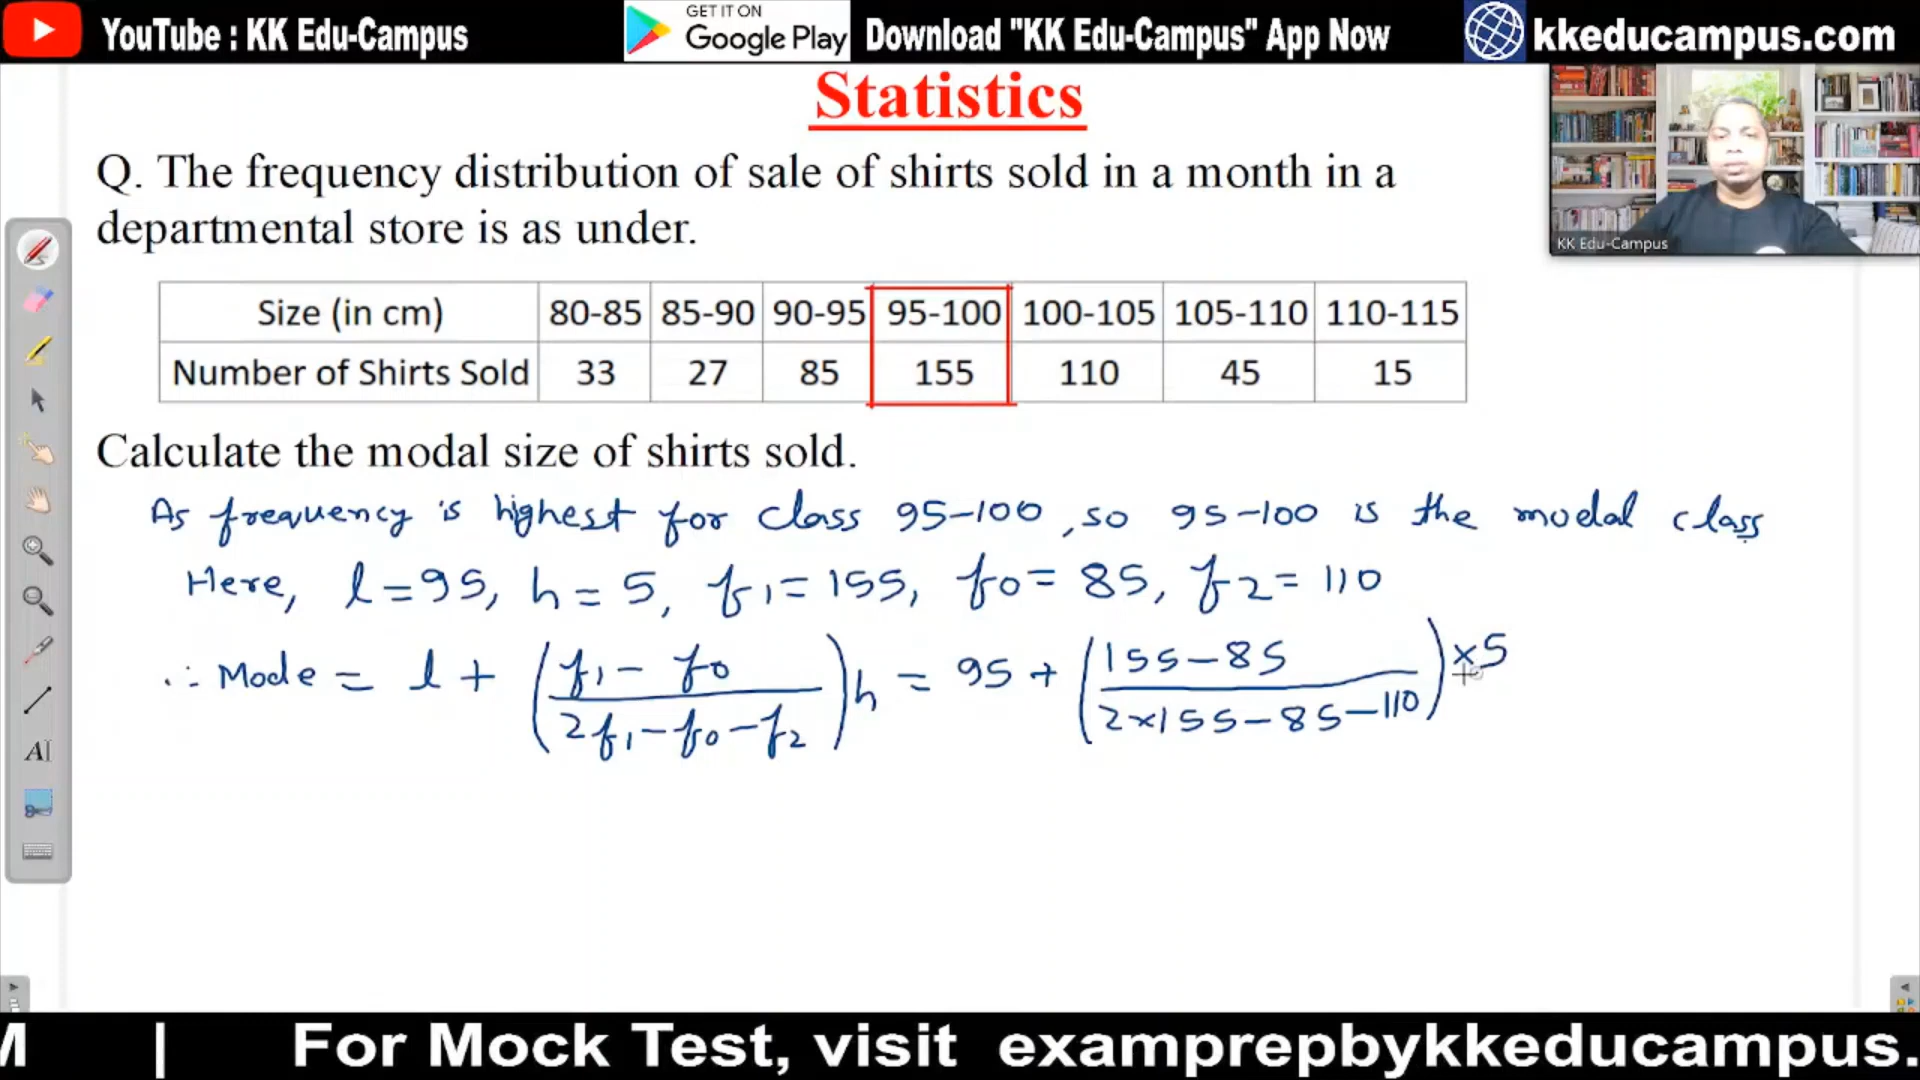 YouTube : KK Edu-Campus
GET IT ON
Google Play
Download "KK Edu-Campus" App Now
kkeducampus.com
Statistics
KK Edu-Campus
Q. The frequency distribution of sale of shirts sold in a month in a
departmental store is as under.
Size (in cm) 80-85 85-90 90-95 95-100 100-105 105-110 110-115
Number of Shirts Sold 33 27 85 155 110 45 15
Calculate the modal size of shirts sold.
As frequency is highest for class 95-100, so 95-100 is the modal class
Here, l=95, h=5, f1=155, f0=85, f2=110
∴ Mode = l + (f1-f0 / 2f1-f0-f2)h = 95 + (155-85 / 2×155-85-110)×5
AI
M | For Mock Test, visit examprepbykkeducampus.